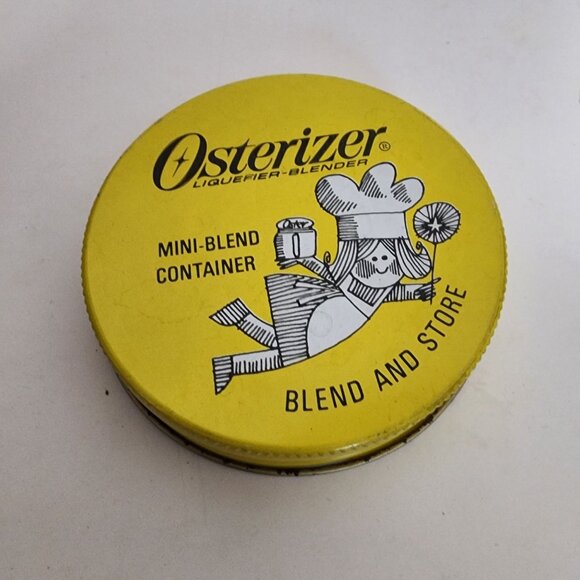 Osterizer®
LIQUEFIER-BLENDER
MINI-BLEND
CONTAINER
BLEND AND STORE